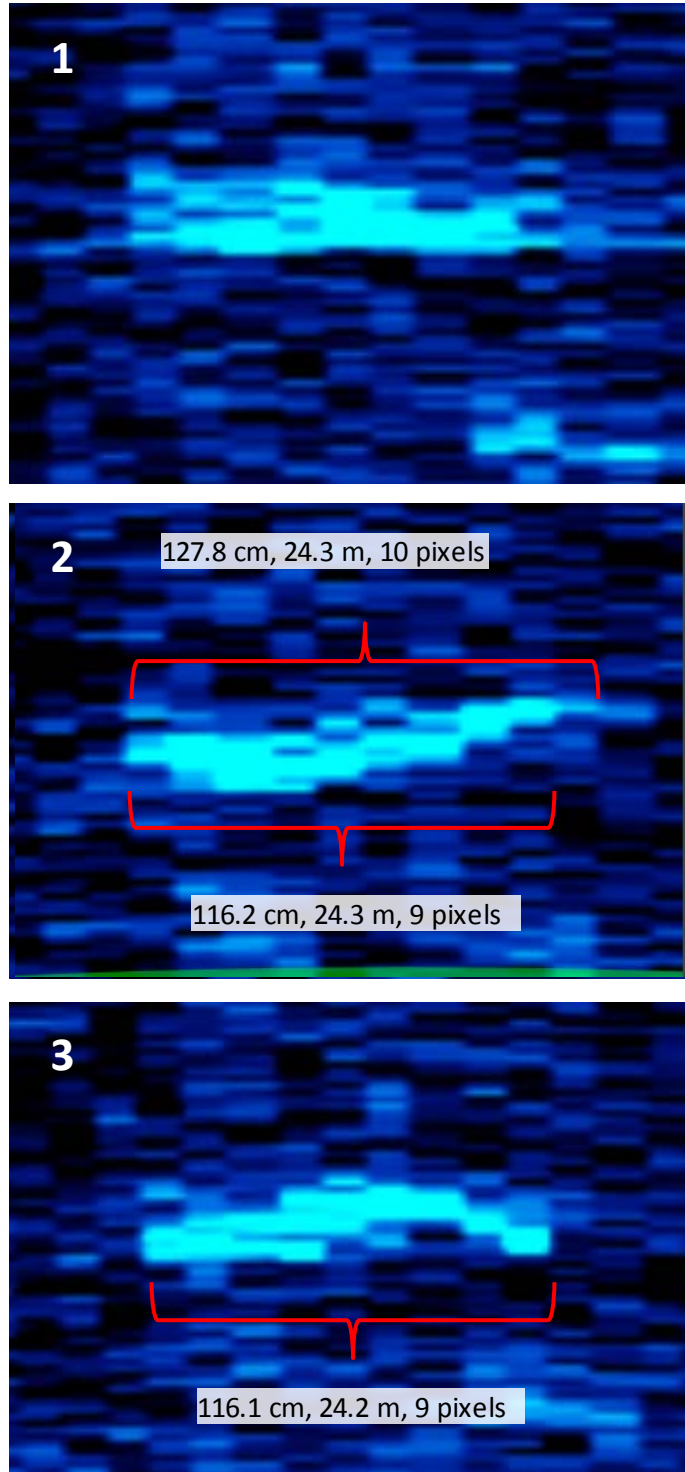 1
2
127.8 cm, 24.3 m, 10 pixels
116.2 cm, 24.3 m, 9 pixels
3
116.1 cm, 24.2 m, 9 pixels